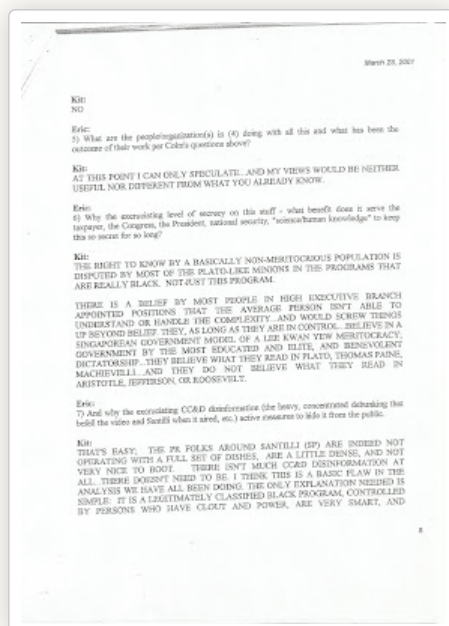 March 23, 2001
Kit:
NO
Eric:
5) What are the people/organization(s) in (4) doing with all this and what has been the
outcome of their work per Colm's questions above?
Kit:
AT THIS POINT I CAN ONLY SPECULATE...AND MY VIEWS WOULD BE NEITHER
USEFUL NOR DIFFERENT FROM WHAT YOU ALREADY KNOW.
Eric:
6) Why the excruciating level of secrecy on this stuff - what benefit does it serve the
taxpayer, the Congress, the President, national security, "science/human knowledge" to keep
this so secret for so long?
Kit:
THE RIGHT TO KNOW BY A BASICALLY NON-MERITOCRIOUS POPULATION IS
DISPUTED BY MOST OF THE PLATO-LIKE MINIONS IN THE PROGRAMS THAT
ARE REALLY BLACK. NOT JUST THIS PROGRAM.
THERE IS A BELIEF BY MOST PEOPLE IN HIGH EXECUTIVE BRANCH
APPOINTED POSITIONS THAT THE AVERAGE PERSON ISN'T ABLE TO
UNDERSTAND OR HANDLE THE COMPLEXITY...AND WOULD SCREW THINGS
UP BEYOND BELIEF. THEY, AS LONG AS THEY ARE IN CONTROL...BELIEVE IN A
SINGAPOREAN GOVERNMENT MODEL OF A LEE KWAN YEW MERITOCRACY;
GOVERNMENT BY THE MOST EDUCATED AND ELITE, AND BENEVOLENT
DICTATORSHIP...THEY BELIEVE WHAT THEY READ IN PLATO, THOMAS PAINE,
MACHIEVELLI...AND THEY DO NOT BELIEVE WHAT THEY READ IN
ARISTOTLE, JEFFERSON, OR ROOSEVELT.
Eric:
7) And why the excruciating CC&D disinformation (the heavy, concentrated debunking that
befell the video and Santilli when it aired, etc.) active measures to hide it from the public.
Kit:
THAT'S EASY; THE PR FOLKS AROUND SANTILLI (SP) ARE INDEED NOT
OPERATING WITH A FULL SET OF DISHES, ARE A LITTLE DENSE, AND NOT
VERY NICE TO BOOT. THERE ISN'T MUCH CC&D DISINFORMATION AT
ALL. THERE DOESN'T NEED TO BE. I THINK THIS IS A BASIC FLAW IN THE
ANALYSIS WE HAVE ALL BEEN DOING. THE ONLY EXPLANATION NEEDED IS
SIMPLE: IT IS A LEGITIMATELY CLASSIFIED BLACK PROGRAM, CONTROLLED
BY PERSONS WHO HAVE CLOUT AND POWER, ARE VERY SMART, AND
8